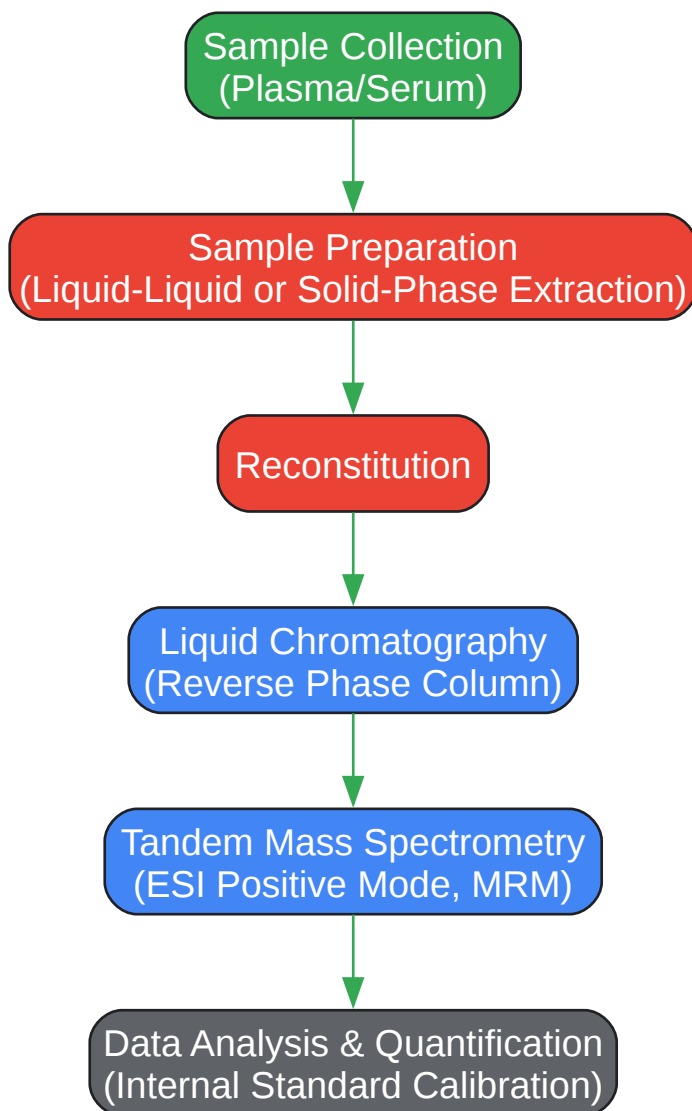 Sample Collection
(Plasma/Serum)
Sample Preparation
(Liquid-Liquid or Solid-Phase Extraction)
Reconstitution
Liquid Chromatography
(Reverse Phase Column)
Tandem Mass Spectrometry
(ESI Positive Mode, MRM)
Data Analysis & Quantification
(Internal Standard Calibration)